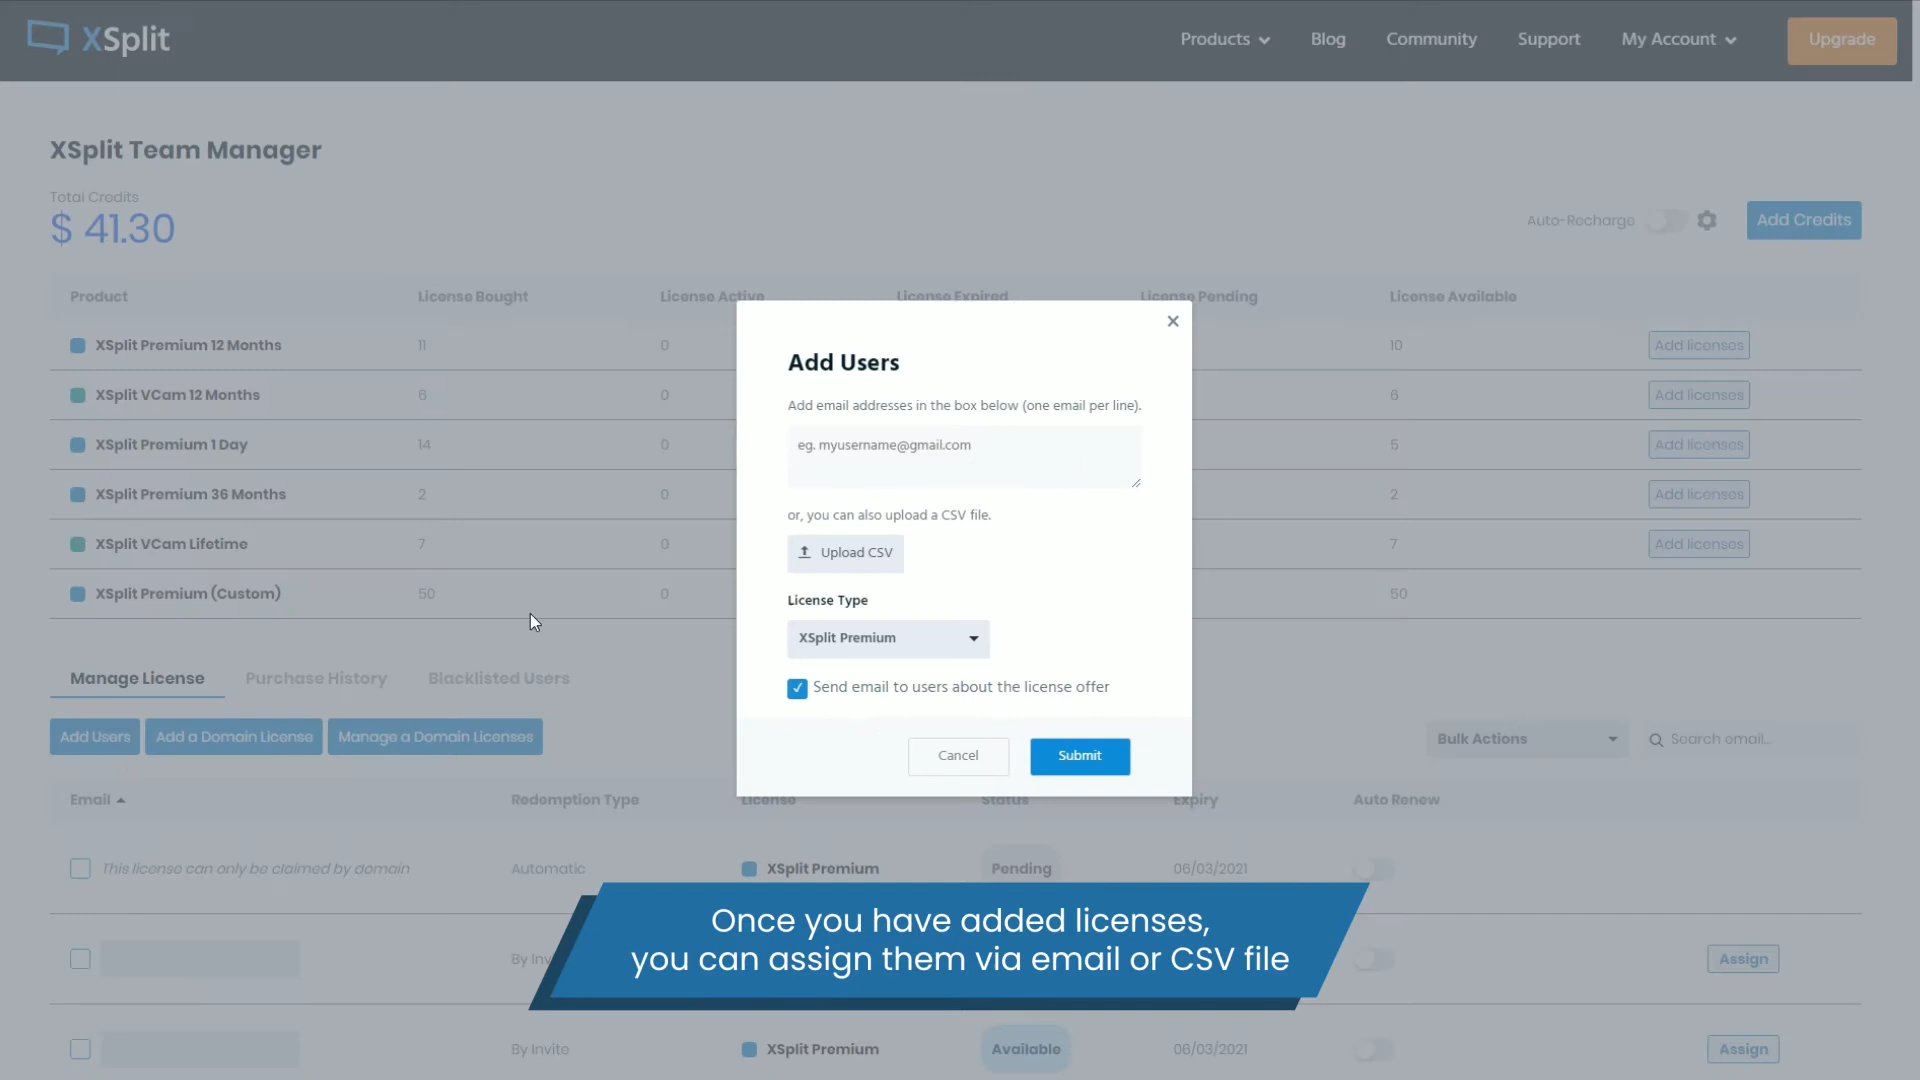 XSplit
Products
Blog
Community
Support
My Account
Upgrade
XSplit Team Manager
Total Credits
$ 41.30
Auto-Recharge
Add Credits
Product
License Bought
License Active
License Expired
License Pending
License Available
XSplit Premium 12 Months
11
0
10
Add licenses
XSplit VCam 12 Months
6
0
6
Add licenses
XSplit Premium 1 Day
14
0
5
Add licenses
XSplit Premium 36 Months
2
0
2
Add licenses
XSplit VCam Lifetime
7
0
7
Add licenses
XSplit Premium (Custom)
50
0
50
Add Users
Add email addresses in the box below (one email per line).
eg. myusername@gmail.com
or, you can also upload a CSV file.
Upload CSV
License Type
XSplit Premium
Send email to users about the license offer
Cancel
Submit
Manage License
Purchase History
Blacklisted Users
Add Users
Add a Domain License
Manage a Domain Licenses
Bulk Actions
Search email...
Email
Redemption Type
License
Status
Expiry
Auto Renew
This license can only be claimed by domain
Automatic
XSplit Premium
Pending
06/03/2021
Once you have added licenses,
you can assign them via email or CSV file
By
Assign
By Invite
XSplit Premium
Available
06/03/2021
Assign